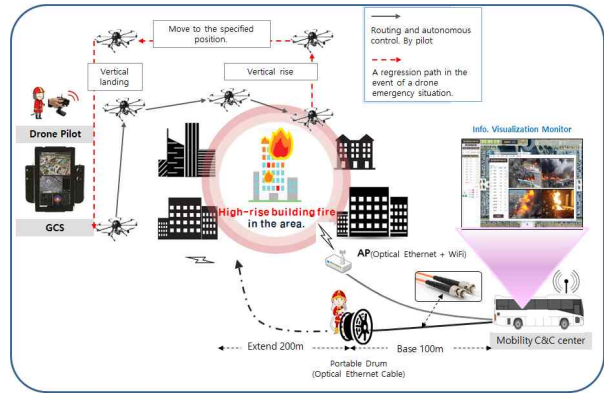 Move to the specified
position.
Routing and autonomous
control. By pilot
A regression path in the
event of a drone
emergency situation.
Vertical
landing
Vertical rise
Drone Pilot
GCS
Info. Visualization Monitor
High-rise building fire
in the area.
AP(Optical Ethernet + WiFi)
Extend 200m
Base 100m
Mobility C&C center
Portable Drum
(Optical Ethernet Cable)